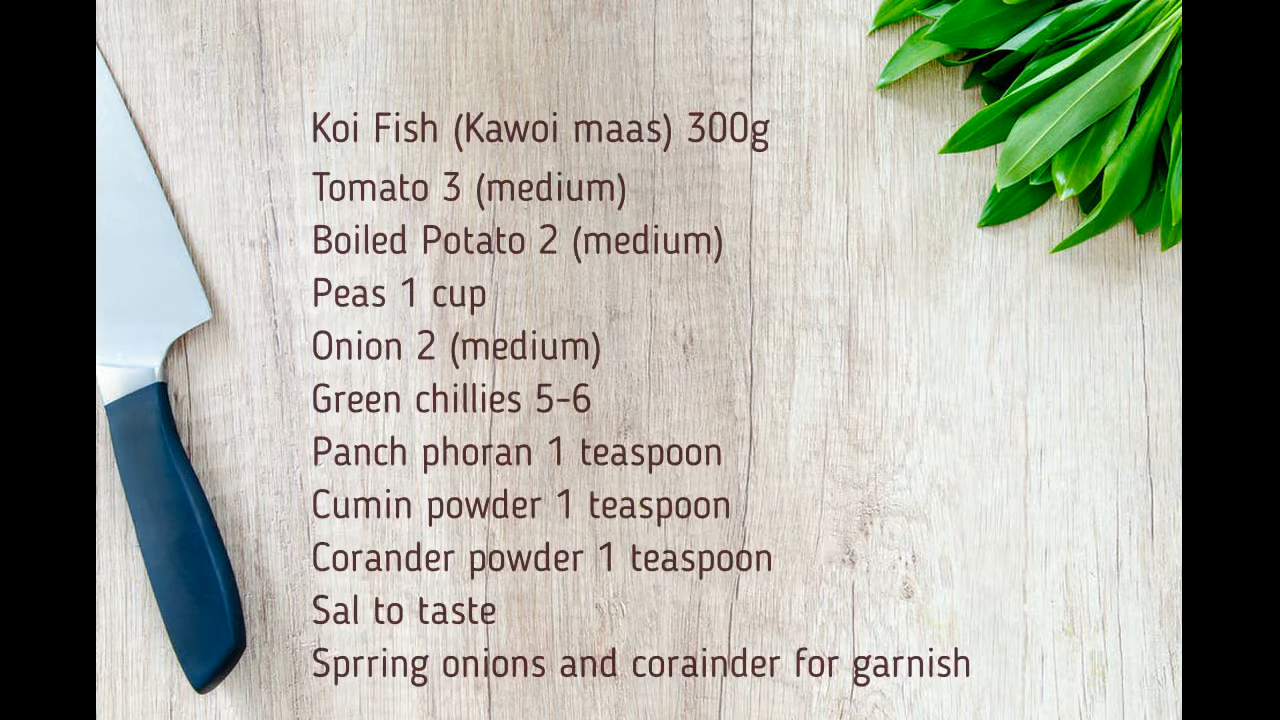 Koi Fish (Kawoi maas) 300g
Tomato 3 (medium)
Boiled Potato 2 (medium)
Peas 1 cup
Onion 2 (medium)
Green chillies 5-6
Panch phoran 1 teaspoon
Cumin powder 1 teaspoon
Corander powder 1 teaspoon
Sal to taste
Sprring onions and corainder for garnish